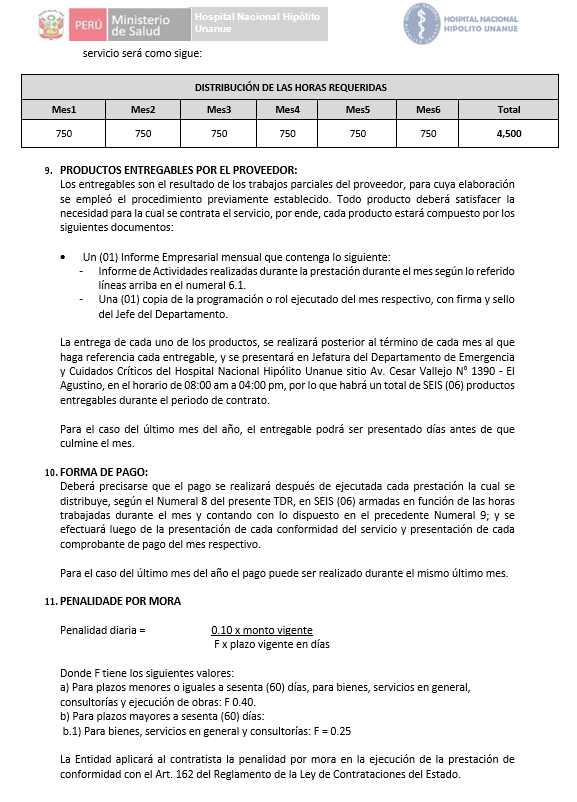 PERÚ Ministerio de Salud
Hospital Nacional Hipólito Unanue
HOSPITAL NACIONAL
HIPOLITO UNANUE
servicio será como sigue:
DISTRIBUCIÓN DE LAS HORAS REQUERIDAS
Mes1 Mes2 Mes3 Mes4 Mes5 Mes6 Total
750 750 750 750 750 750 4,500
9. PRODUCTOS ENTREGABLES POR EL PROVEEDOR:
Los entregables son el resultado de los trabajos parciales del proveedor, para cuya elaboración
se empleó el procedimiento previamente establecido. Todo producto deberá satisfacer la
necesidad para la cual se contrata el servicio, por ende, cada producto estará compuesto por los
siguientes documentos:
• Un (01) Informe Empresarial mensual que contenga lo siguiente:
- Informe de Actividades realizadas durante la prestación durante el mes según lo referido
líneas arriba en el numeral 6.1.
- Una (01) copia de la programación o rol ejecutado del mes respectivo, con firma y sello
del Jefe del Departamento.
La entrega de cada uno de los productos, se realizará posterior al término de cada mes al que
haga referencia cada entregable, y se presentará en Jefatura del Departamento de Emergencia
y Cuidados Críticos del Hospital Nacional Hipólito Unanue sitio Av. Cesar Vallejo N° 1390 - El
Agustino, en el horario de 08:00 am a 04:00 pm, por lo que habrá un total de SEIS (06) productos
entregables durante el periodo de contrato.
Para el caso del último mes del año, el entregable podrá ser presentado días antes de que
culmine el mes.
10. FORMA DE PAGO:
Deberá precisarse que el pago se realizará después de ejecutada cada prestación la cual se
distribuye, según el Numeral 8 del presente TDR, en SEIS (06) armadas en función de las horas
trabajadas durante el mes y contando con lo dispuesto en el precedente Numeral 9; y se
efectuará luego de la presentación de cada conformidad del servicio y presentación de cada
comprobante de pago del mes respectivo.
Para el caso del último mes del año el pago puede ser realizado durante el mismo último mes.
11. PENALIDADE POR MORA
Penalidad diaria = 0.10 x monto vigente
F x plazo vigente en días
Donde F tiene los siguientes valores:
a) Para plazos menores o iguales a sesenta (60) días, para bienes, servicios en general,
consultorías y ejecución de obras: F 0.40.
b) Para plazos mayores a sesenta (60) días:
b.1) Para bienes, servicios en general y consultorías: F = 0.25
La Entidad aplicará al contratista la penalidad por mora en la ejecución de la prestación de
conformidad con el Art. 162 del Reglamento de la Ley de Contrataciones del Estado.